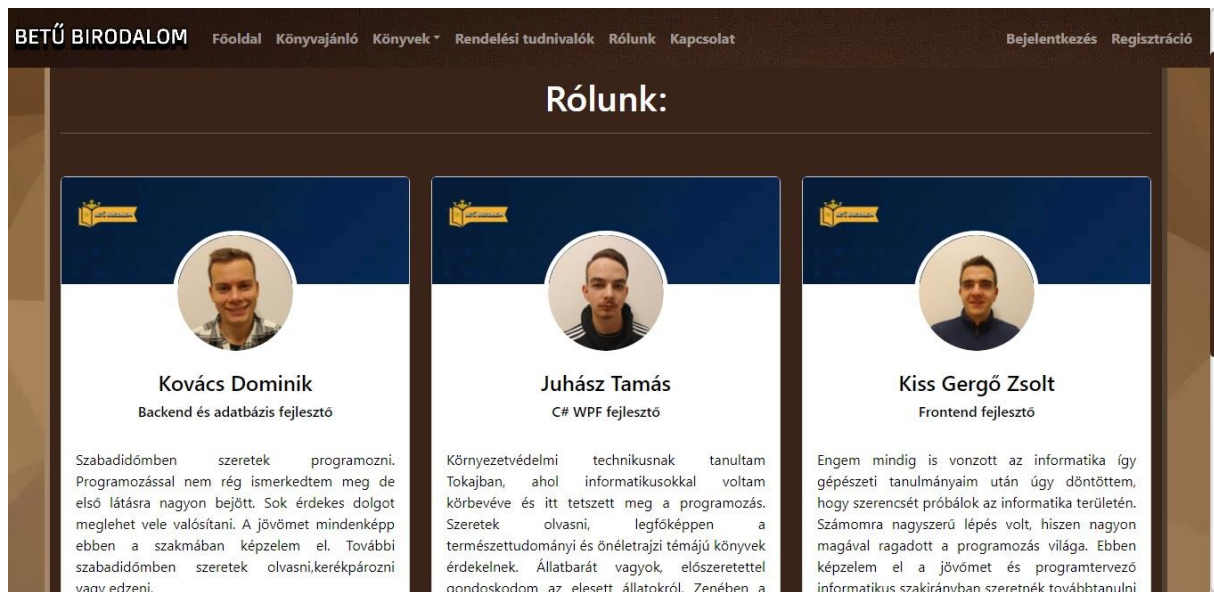 BETŰ BIRODALOM Főoldal Könyvajánló Könyvek Rendelési tudnivalók Rólunk Kapcsolat Bejelentkezés Regisztráció
Rólunk:
BETŰ BIRODALOM
Kovács Dominik
Backend és adatbázis fejlesztő
Szabadidőmben szeretek programozni.
Programozással nem rég ismerkedtem meg de
első látásra nagyon bejött. Sok érdekes dolgot
meglehet vele valósítani. A jövömet mindenképp
ebben a szakmában képzelem el. További
szabadidőmben szeretek olvasni,kerékpározni
vagy edzeni.
BETŰ BIRODALOM
Juhász Tamás
C# WPF fejlesztő
Környezetvédelmi technikusnak tanultam
Tokajban, ahol informatikusokkal voltam
körbevéve és itt tetszett meg a programozás.
Szeretek olvasni, legfőképpen a
természettudományi és önéletrajzi témájú könyvek
érdekelnek. Állatbarát vagyok, előszeretettel
gondoskodom az elesett állatokról. Zenében a
BETŰ BIRODALOM
Kiss Gergő Zsolt
Frontend fejlesztő
Engem mindig is vonzott az informatika így
gépészeti tanulmányaim után úgy döntöttem,
hogy szerencsét próbálok az informatika területén.
Számomra nagyszerű lépés volt, hiszen nagyon
magával ragadott a programozás világa. Ebben
képzelem el a jövőmet és programtervező
informatikus szakirányban szeretnék továbbtanulni